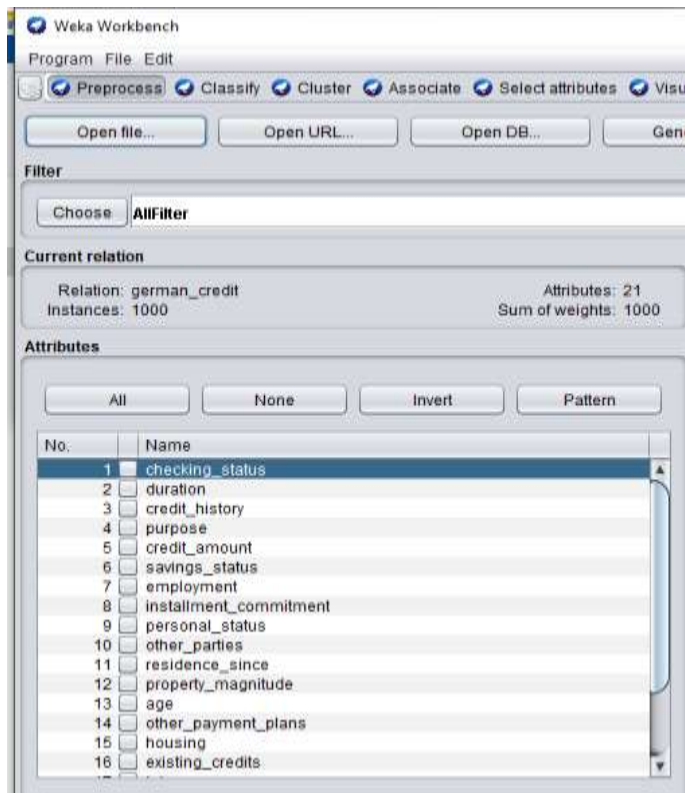 Weka Workbench
Program File Edit
Preprocess Classify Cluster Associate Select attributes Visu
Open file... Open URL... Open DB... Gen
Filter
Choose AllFilter
Current relation
Relation: german_credit Attributes: 21
Instances: 1000 Sum of weights: 1000
Attributes
All None Invert Pattern
No. Name
1 checking_status
2 duration
3 credit_history
4 purpose
5 credit_amount
6 savings_status
7 employment
8 installment_commitment
9 personal_status
10 other_parties
11 residence_since
12 property_magnitude
13 age
14 other_payment_plans
15 housing
16 existing_credits